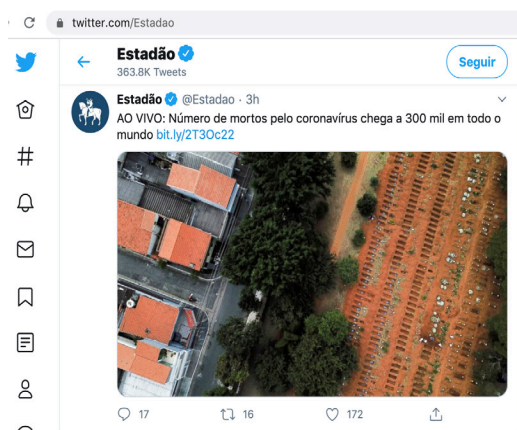 twitter.com/Estadao
Estadão
363.8K Tweets
Seguir
Estadão @Estadao · 3h
AO VIVO: Número de mortos pelo coronavírus chega a 300 mil em todo o
mundo bit.ly/2T3Oc22
17 16 172